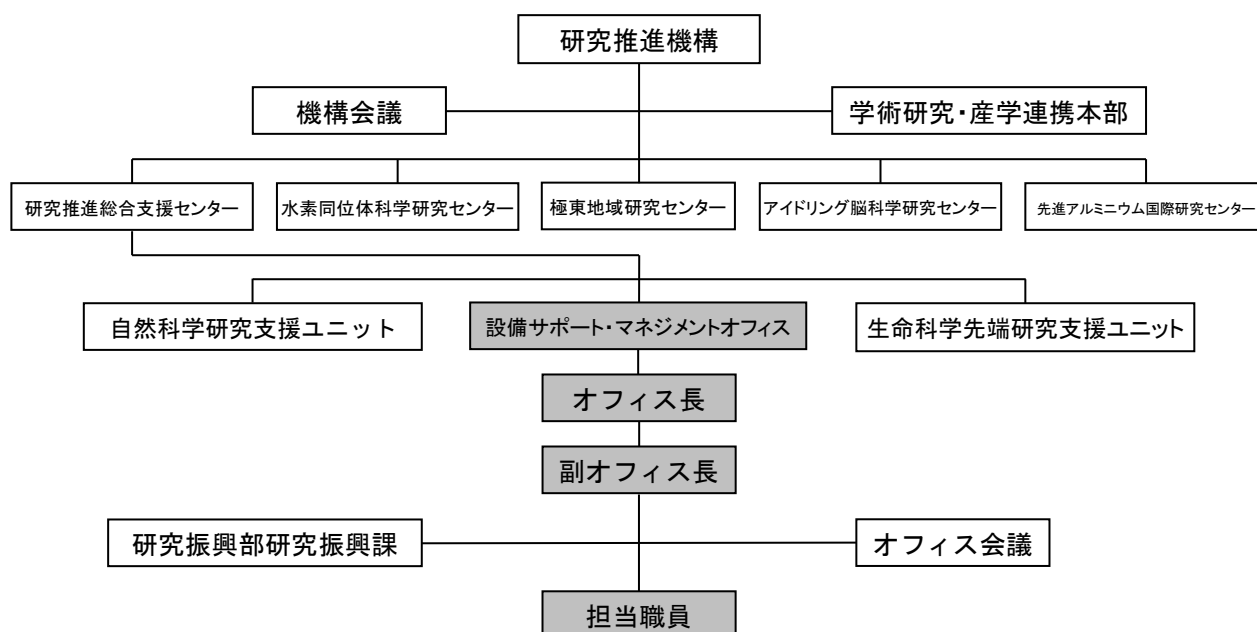 研究推進機構
機構会議
学術研究・産学連携本部
研究推進総合支援センター
水素同位体科学研究センター
極東地域研究センター
アイドリング脳科学研究センター
先進アルミニウム国際研究センター
自然科学研究支援ユニット
設備サポート・マネジメントオフィス
生命科学先端研究支援ユニット
オフィス長
副オフィス長
研究振興部研究振興課
オフィス会議
担当職員